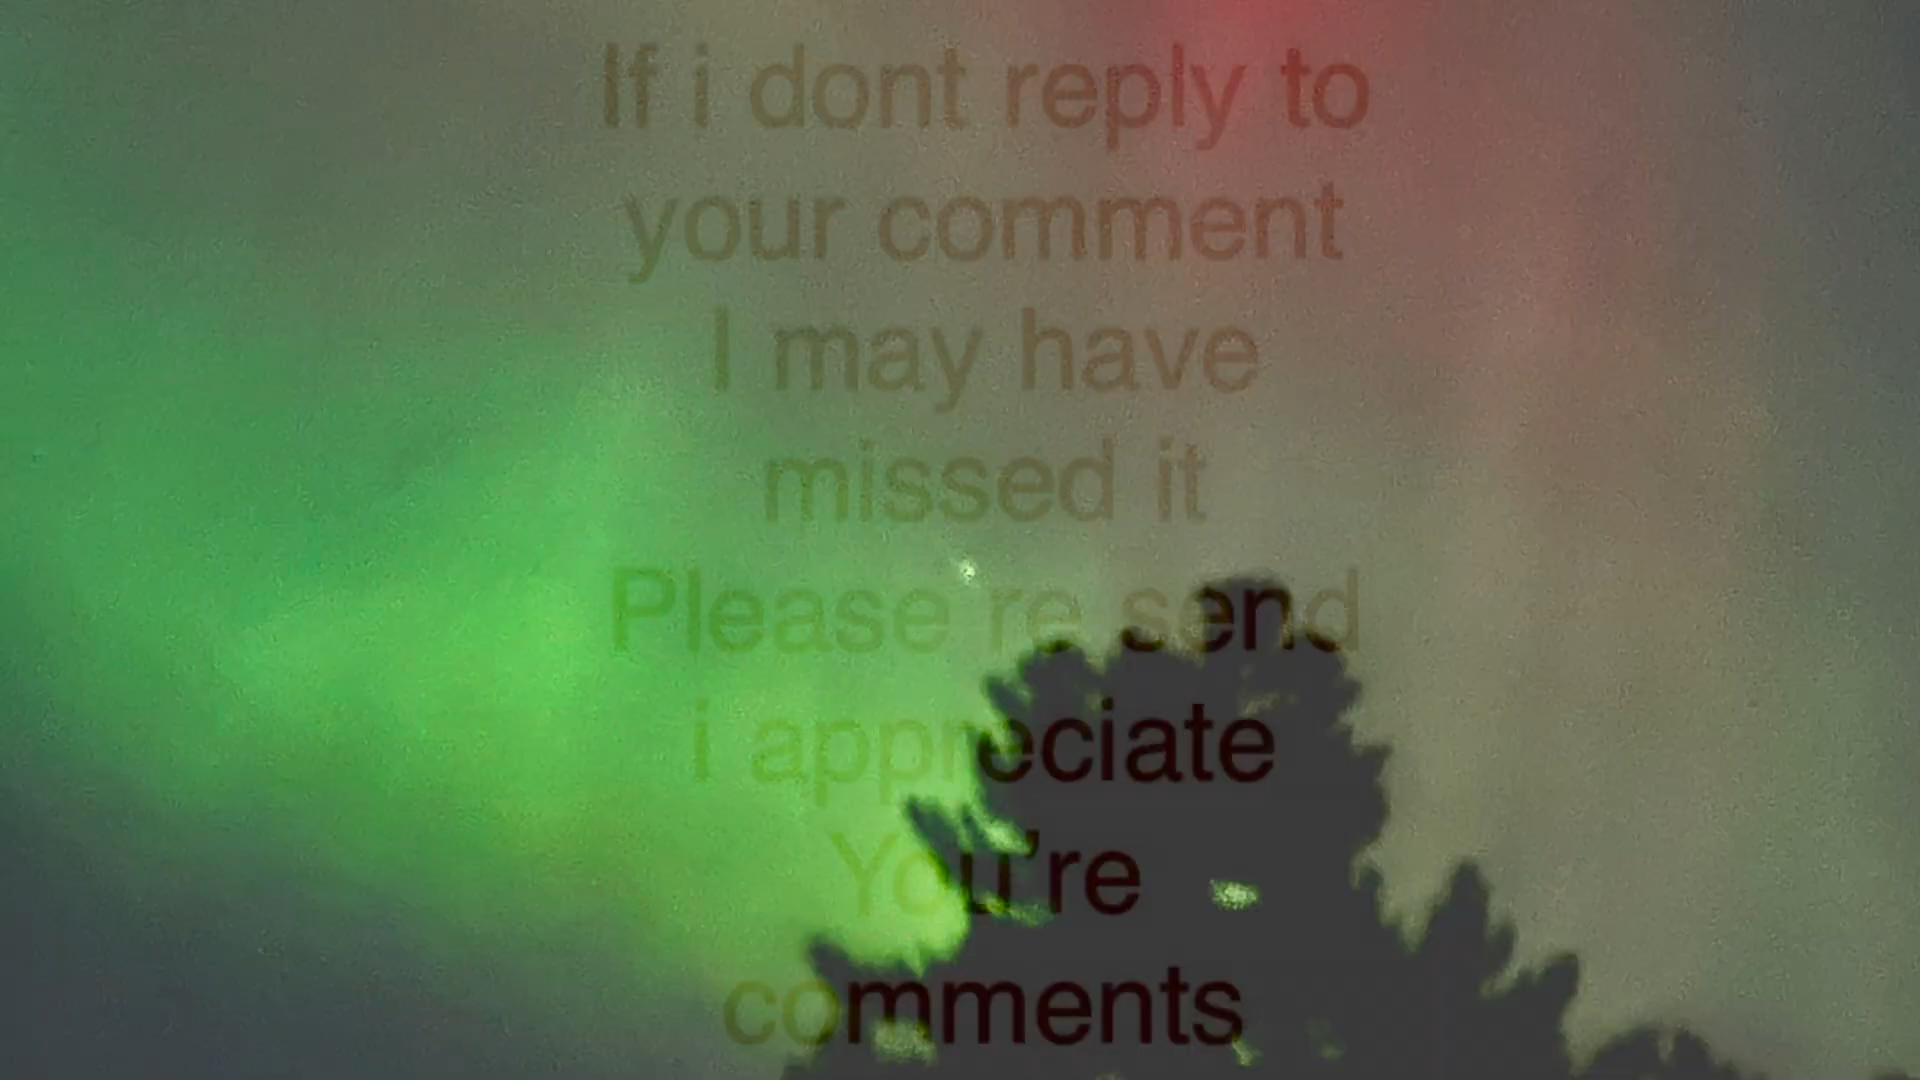 If i dont reply to
your comment
I may have
missed it
Please re send
i appreciate
You're
comments